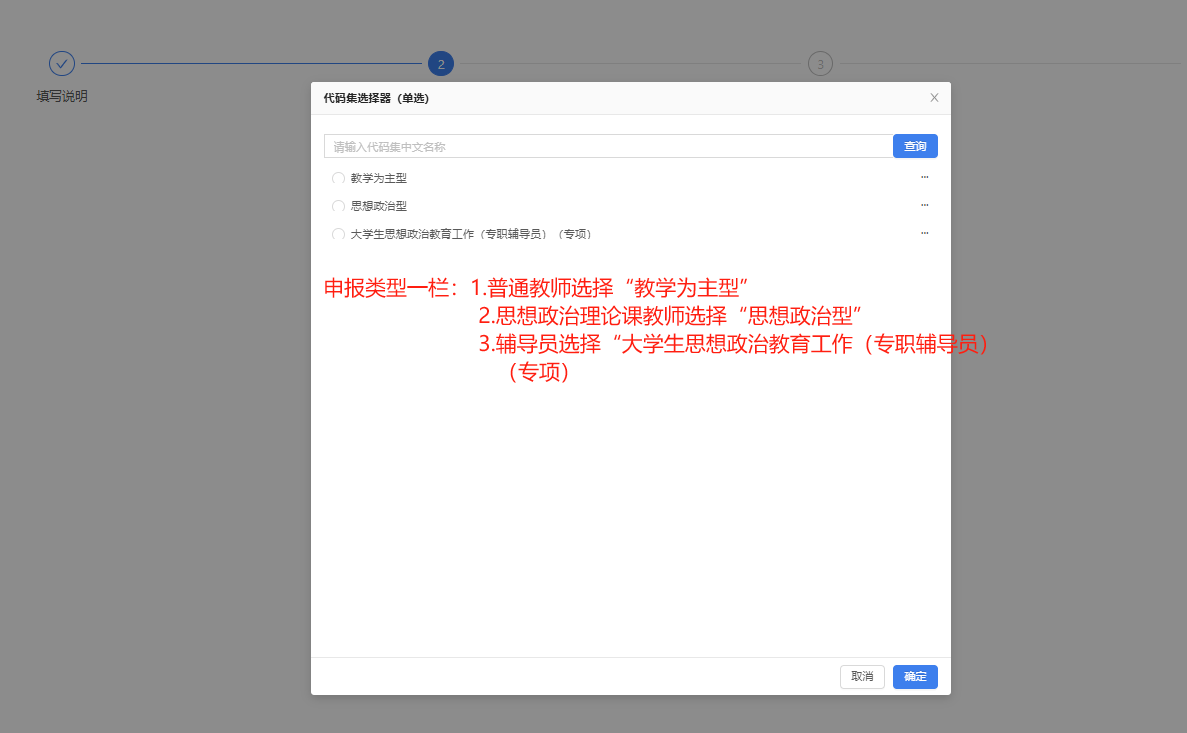 2
3
填写说明
代码集选择器（单选）
请输入代码集中文名称
查询
教学为主型
...
思想政治型
...
大学生思想政治教育工作（专职辅导员）（专项）
...
申报类型一栏：1.普通教师选择“教学为主型”
2.思想政治理论课教师选择“思想政治型”
3.辅导员选择“大学生思想政治教育工作（专职辅导员）
（专项）
取消
确定